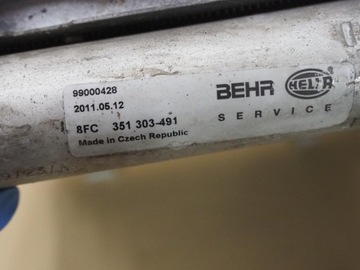 99000428
2011.05.12
8FC 351 303-491
Made in Czech Republic
BEHR HELLA
SERVICE